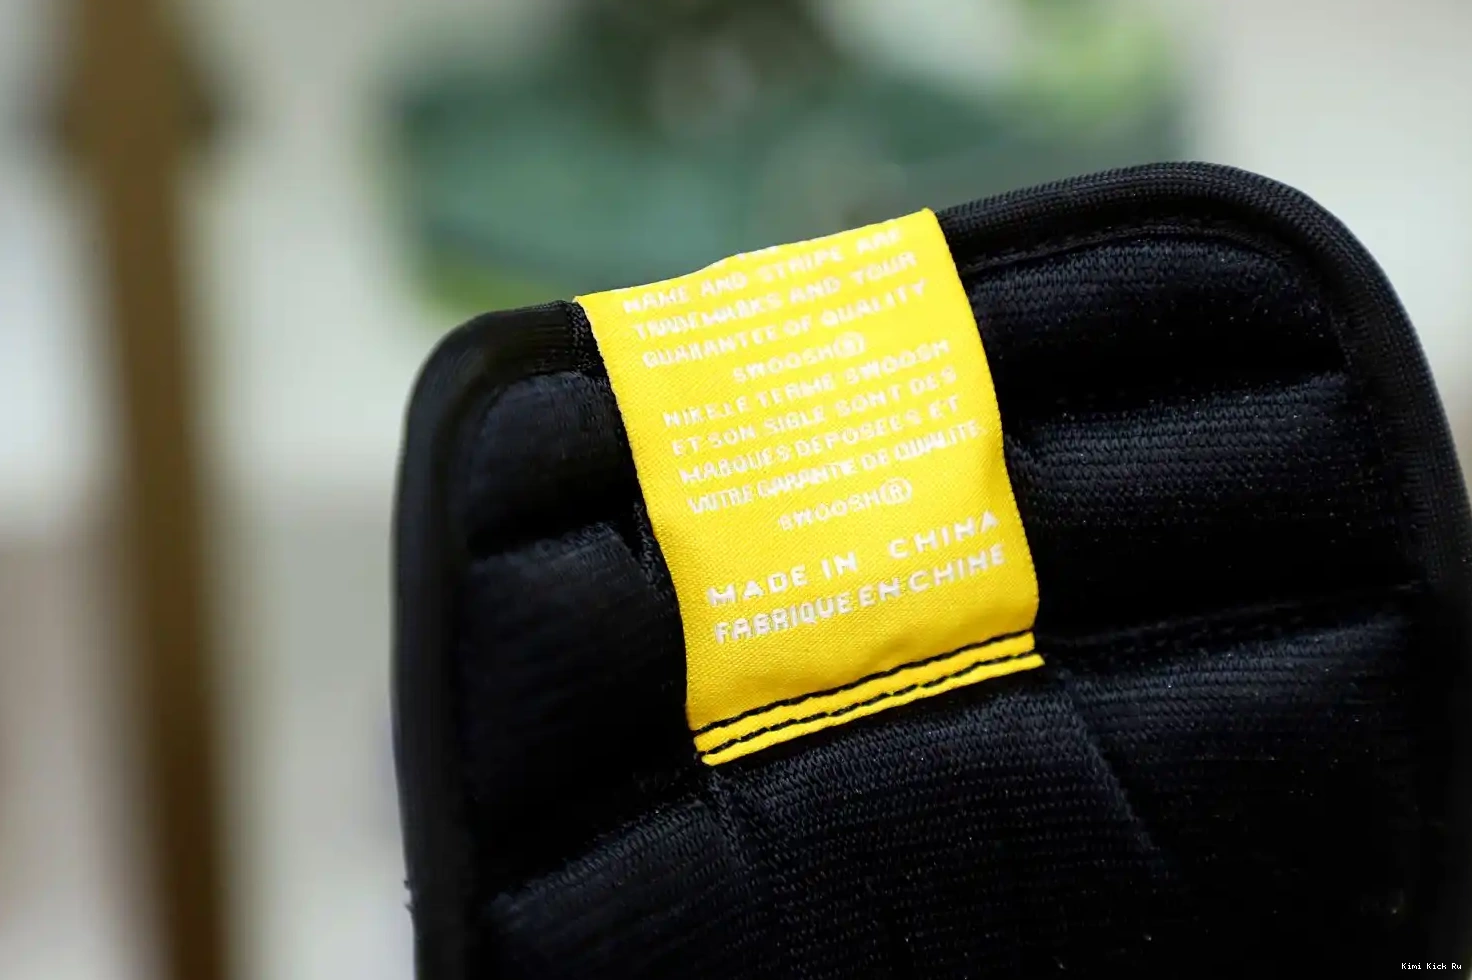 NAME AND STRIPE ARE
TRADEMARKS AND YOUR
GUARANTEE OF QUALITY
SWOOSH®
NIKE.LE TERME SWOOSH
ET SON SIGLE SONT DES
MARQUES DEPOSEES ET
VOTRE GARANTIE DE QUALITE.
SWOOSH®
MADE IN CHINA
FABRIQUE EN CHINE
Kimi Kick Ru